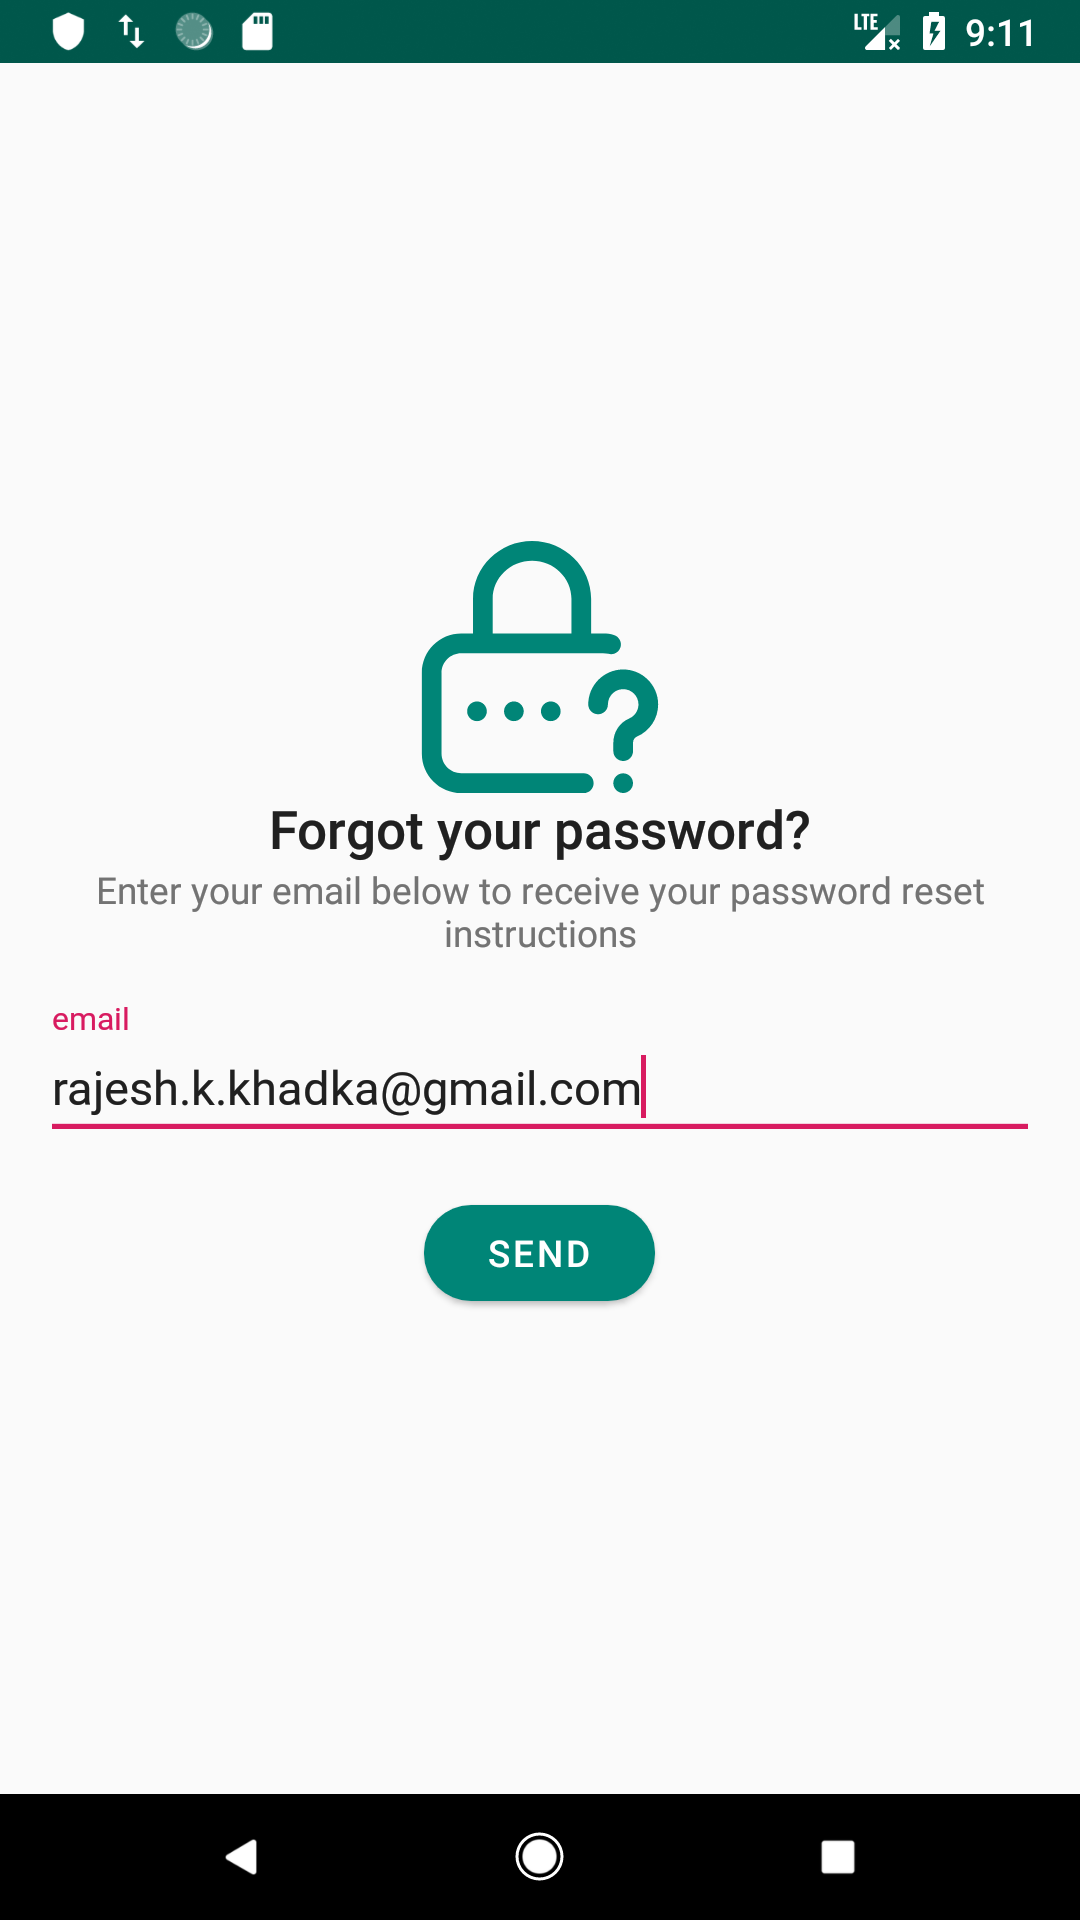 LTE 9:11
Forgot your password?
Enter your email below to receive your password reset
instructions
email
rajesh.k.khadka@gmail.com
SEND